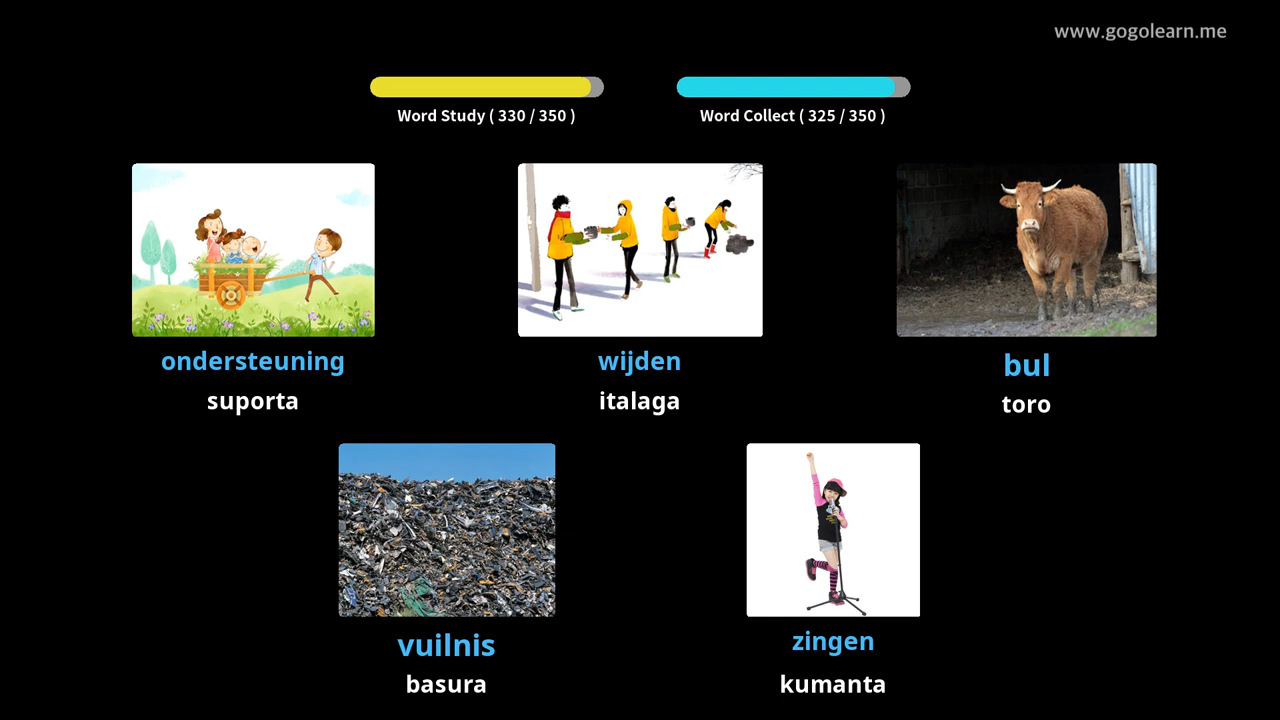 www.gogolearn.me
Word Study ( 330 / 350 )
Word Collect ( 325 / 350 )
ondersteuning
suporta
wijden
italaga
bul
toro
vuilnis
basura
zingen
kumanta